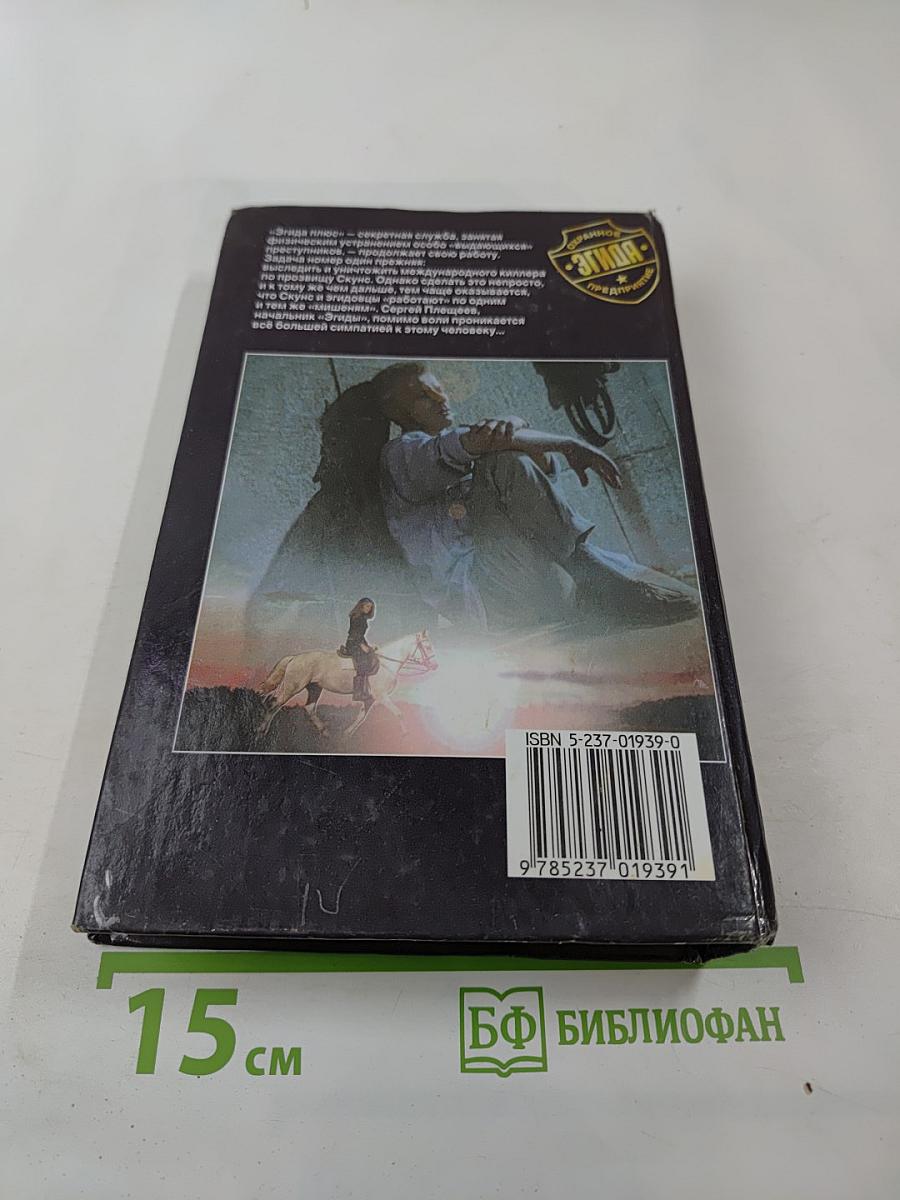 «Эгида плюс» — секретная служба, занятая
физическим устранением особо «выдающихся»
преступников, — продолжает свою работу.
Задача номер один прежняя:
выследить и уничтожить международного киллера
по прозвищу Скунс. Однако сделать это непросто,
и к тому же чем дальше, тем чаще оказывается,
что Скунс и эгидовцы «работают» по одним
и тем же «мишеням». Сергей Плещеев,
начальник «Эгиды», помимо воли проникается
всё большей симпатией к этому человеку...
ОХРАННОЕ
ЭГИДА
ПРЕДПРИЯТИЕ
ISBN 5-237-01939-0
9 785237 019391
15 см
БФ БИБЛИОФАН